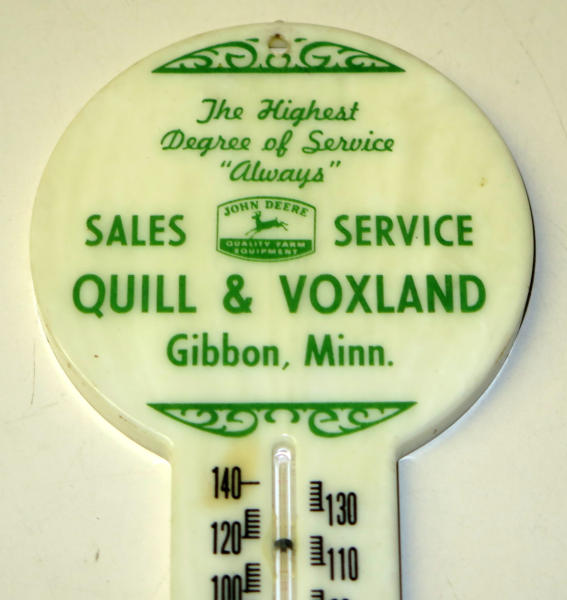 The Highest
Degree of Service
"Always"
SALES
JOHN DEERE
QUALITY FARM
EQUIPMENT
SERVICE
QUILL & VOXLAND
Gibbon, Minn.
140
130
120
110
100